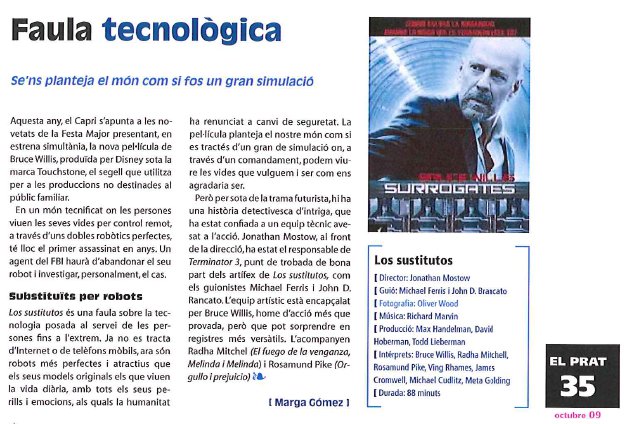 Faula tecnològica
Se'ns planteja el món com si fos un gran simulació
Aquesta any, el Capri s'apunta a les no-
vetats de la Festa Major presentant, en
estrena simultània, la nova pel·lícula de
Bruce Willis, produïda per Disney sota la
marca Touchstone, el segell que utilitza
per a les produccions no destinades al
públic familiar.
En un món tecnificat on les persones
viuen les seves vides per control remot,
a través d'uns dobles robòtics perfectes,
té lloc el primer assassinat en anys. Un
agent del FBI haurà d'abandonar el seu
robot i investigar, personalment, el cas.
Substituïts per robots
Los sustitutos és una faula sobre la tec-
nologia posada al servei de les per-
sones fins a l'extrem. Ja no es tracta
d'Internet o de telèfons mòbils, ara són
robots més perfectes i atractius que
els seus models originals els que viuen
la vida diària, amb tots els seus pe-
rills i emocions, als quals la humanitat
ha renunciat a canvi de seguretat. La
pel·lícula planteja el nostre món com si
es tractés d'un gran de simulació on, a
través d'un comandament, podem viu-
re les vides que vulguem i ser com ens
agradaria ser.
Però per sota de la trama futurista, hi ha
una història detectivesca d'intriga, que
ha estat confiada a un equip tècnic ave-
sat a l'acció. Jonathan Mostow, al front
de la direcció, ha estat el responsable de
Terminator 3, punt de trobada de bona
part dels artífex de Los sustitutos, com
els guionistes Michael Ferris i John D.
Rancato. L'equip artístic està encapçalat
per Bruce Willis, home d'acció més que
provada, però que pot sorprendre en
registres més versàtils. L'acompanyen
Radha Mitchel (El fuego de la venganza,
Melinda i Melinda) i Rosamund Pike (Or-
gullo i prejuicio)
[ Marga Gómez ]
BRUCE WILLIS
SURROGATES
Los sustitutos
[ Director: Jonathan Mostow
[ Guió: Michael Ferris i John D. Braxcato
[ Fotografia: Oliver Wood
[ Música: Richard Marvin
[ Producció: Max Handelman, David
Hoberman, Todd Lieberman
[ Intèrprets: Bruce Willis, Radha Mitchell,
Rosamund Pike, Ving Rhames, James
Cromwell, Michael Cudlitz, Meta Golding
[ Durada: 88 minuts
EL PRAT
35
octubre 09